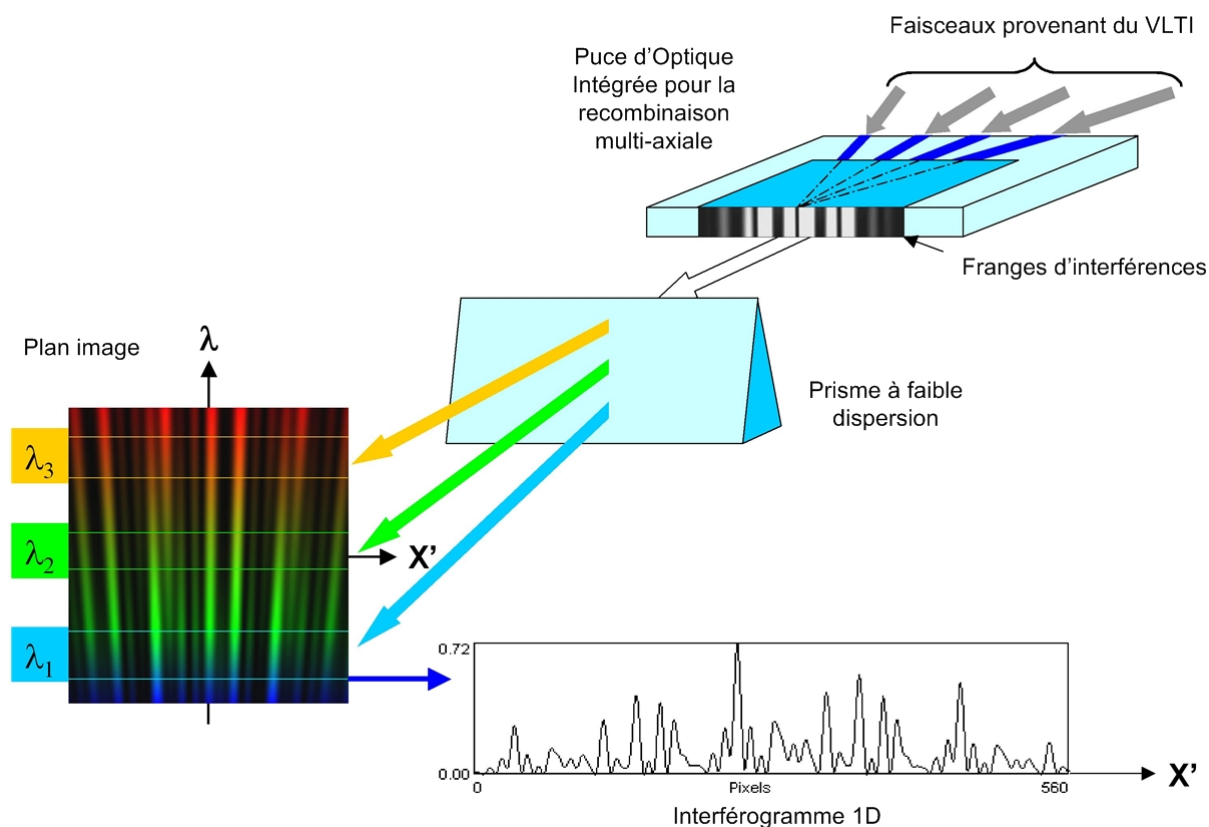 Faisceaux provenant du VLTI
Puce d’Optique
Intégrée pour la
recombinaison
multi-axiale
Franges d’interférences
Plan image
λ
Prisme à faible
dispersion
λ3
λ2
X’
λ1
0.72
0.00
0
Pixels
560
X’
Interférogramme 1D